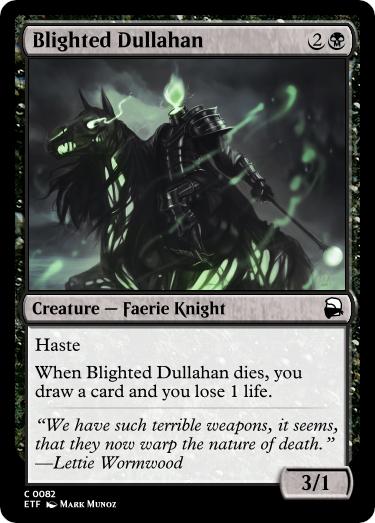 Blighted Dullahan 2
Creature — Faerie Knight
Haste
When Blighted Dullahan dies, you
draw a card and you lose 1 life.
"We have such terrible weapons, it seems,
that they now warp the nature of death."
—Lettie Wormwood
3/1
C 0082
ETF Mark Munoz